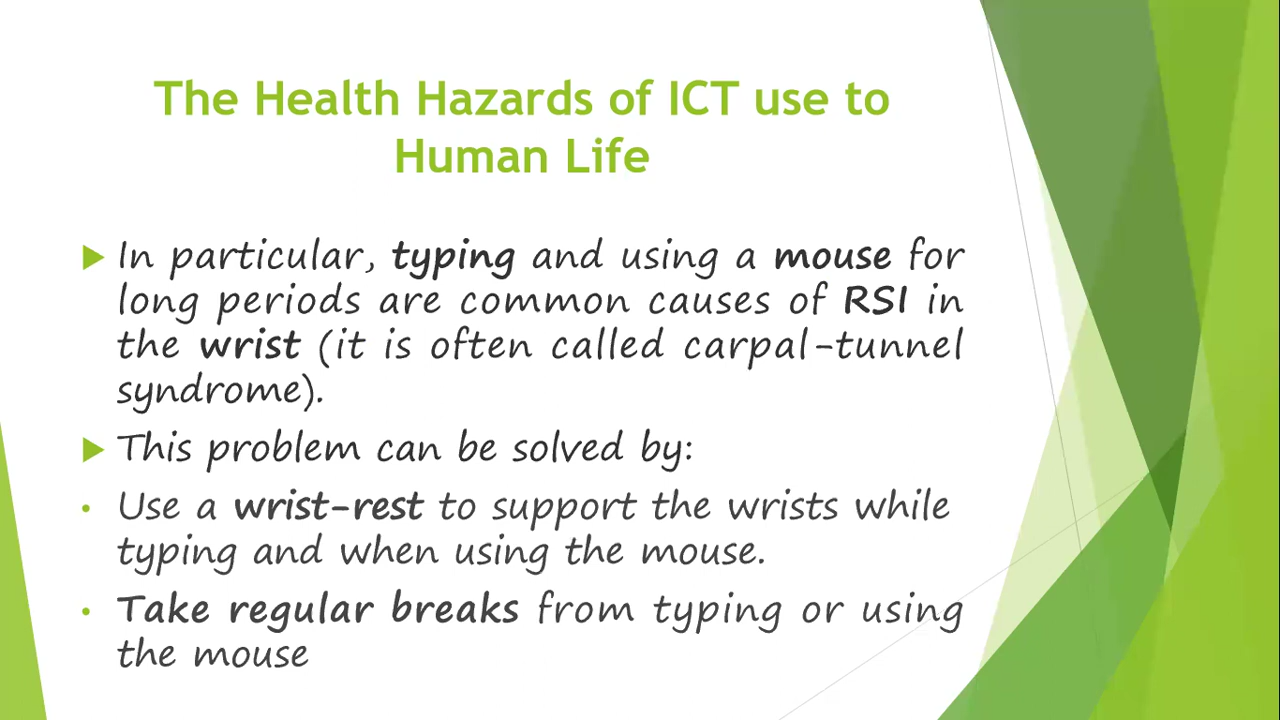 The Health Hazards of ICT use to
Human Life
In particular, typing and using a mouse for
long periods are common causes of RSI in
the wrist (it is often called carpal-tunnel
syndrome).
This problem can be solved by:
Use a wrist-rest to support the wrists while
typing and when using the mouse.
Take regular breaks from typing or using
the mouse